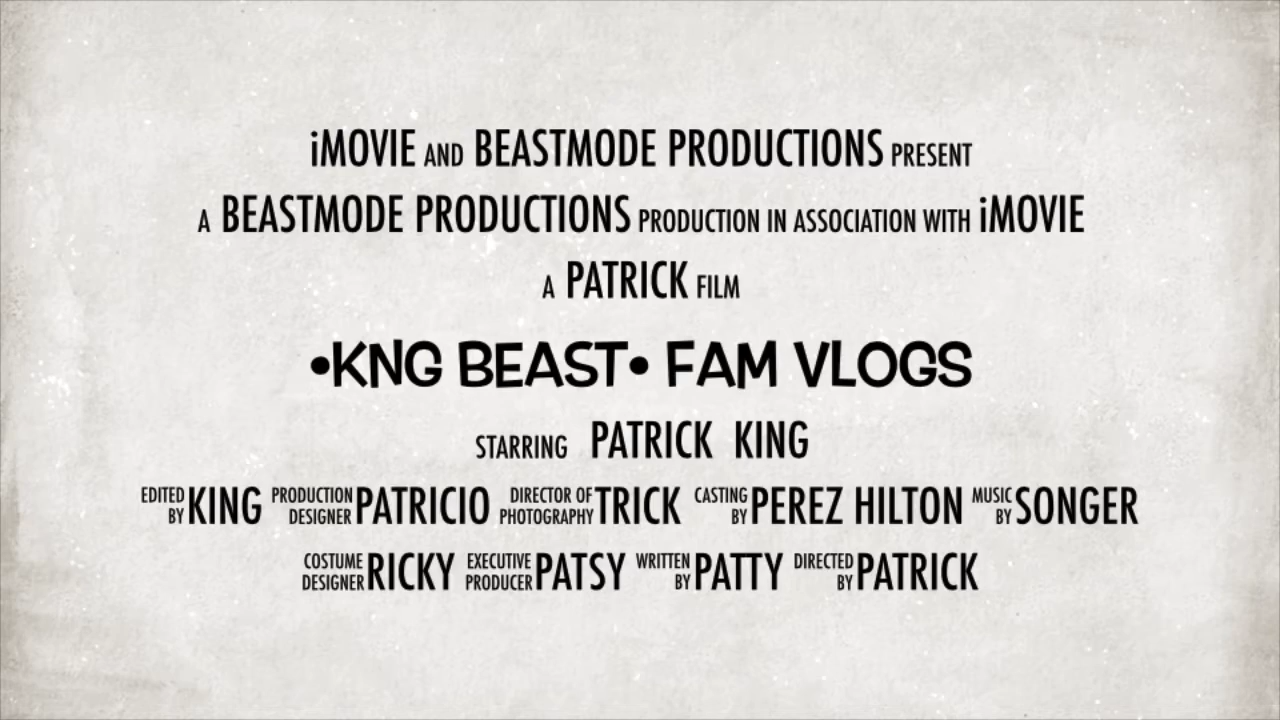 iMOVIE AND BEASTMODE PRODUCTIONS PRESENT
A BEASTMODE PRODUCTIONS PRODUCTION IN ASSOCIATION WITH iMOVIE
A PATRICK FILM
•KNG BEAST• FAM VLOGS
STARRING PATRICK KING
EDITED BY KING PRODUCTION DESIGNER PATRICIO DIRECTOR OF PHOTOGRAPHY TRICK CASTING BY PEREZ HILTON MUSIC BY SONGER
COSTUME DESIGNER RICKY EXECUTIVE PRODUCER PATSY WRITTEN BY PATTY DIRECTED BY PATRICK